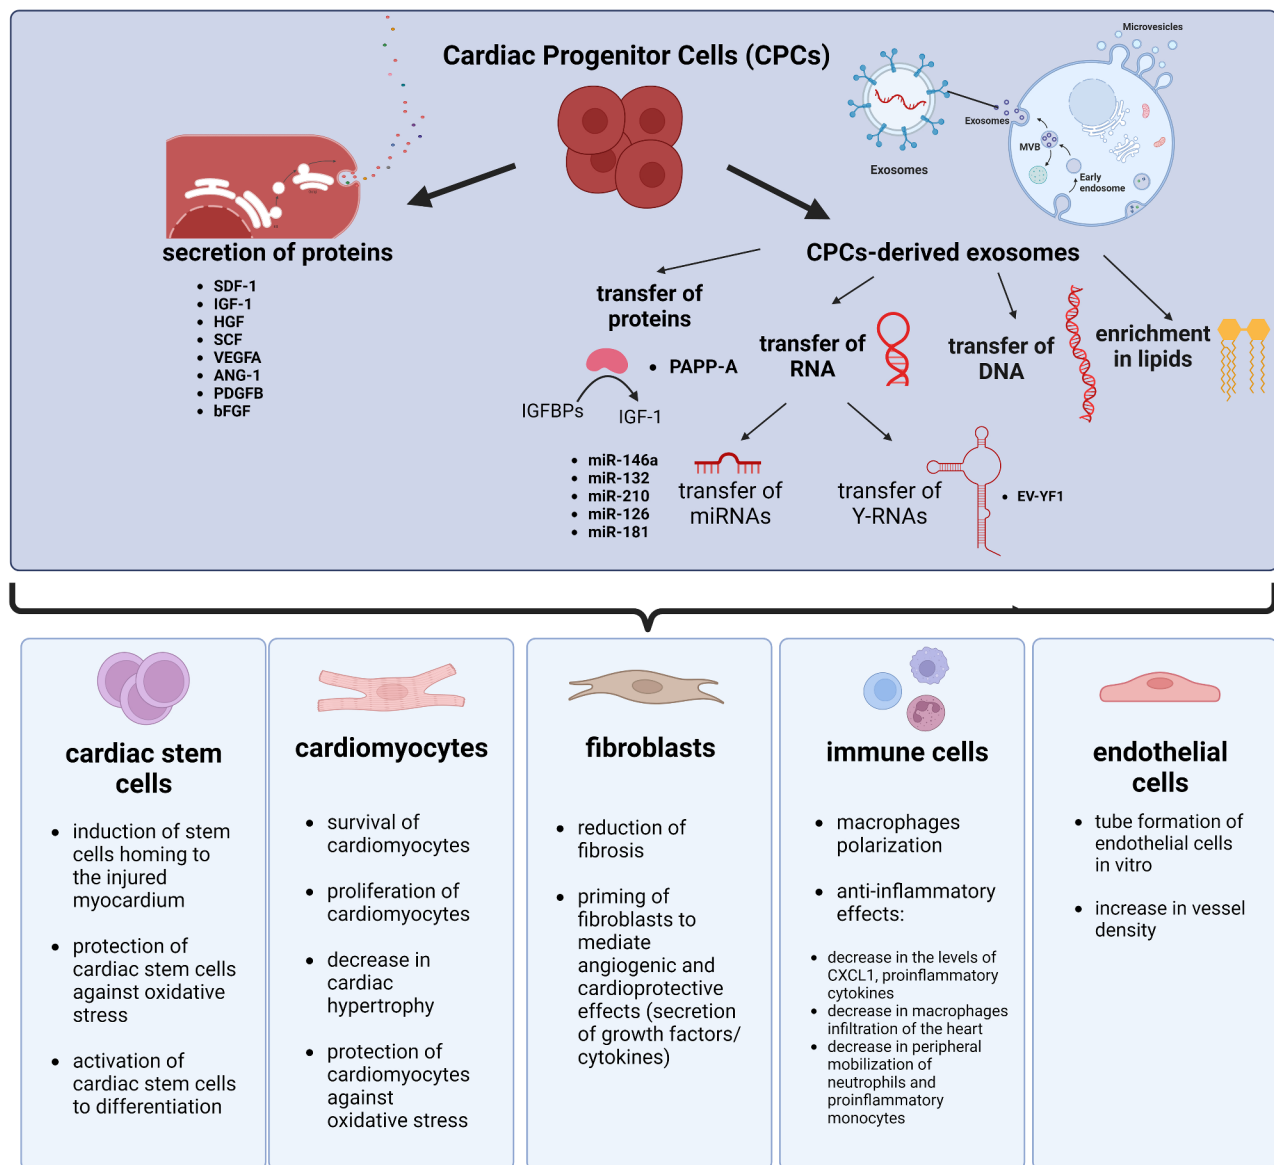 Cardiac Progenitor Cells (CPCs)
Microvesicles
Exosomes
MVB
Early
endosome
Exosomes
secretion of proteins
• SDF-1
• IGF-1
• HGF
• SCF
• VEGFA
• ANG-1
• PDGFB
• bFGF
CPCs-derived exosomes
transfer of
proteins
• PAPP-A
IGFBPs
IGF-1
transfer of
RNA
transfer of
DNA
enrichment
in lipids
• miR-146a
• miR-132
• miR-210
• miR-126
• miR-181
transfer of
miRNAs
transfer of
Y-RNAs
• EV-YF1
cardiac stem
cells
• induction of stem
cells homing to
the injured
myocardium
• protection of
cardiac stem cells
against oxidative
stress
• activation of
cardiac stem cells
to differentiation
cardiomyocytes
• survival of
cardiomyocytes
• proliferation of
cardiomyocytes
• decrease in
cardiac
hypertrophy
• protection of
cardiomyocytes
against
oxidative stress
fibroblasts
• reduction of
fibrosis
• priming of
fibroblasts to
mediate
angiogenic and
cardioprotective
effects (secretion
of growth factors/
cytokines)
immune cells
• macrophages
polarization
• anti-inflammatory
effects:
• decrease in the levels of
CXCL1, proinflammatory
cytokines
• decrease in macrophages
infiltration of the heart
• decrease in peripheral
mobilization of
neutrophils and
proinflammatory
monocytes
endothelial
cells
• tube formation of
endothelial cells
in vitro
• increase in vessel
density